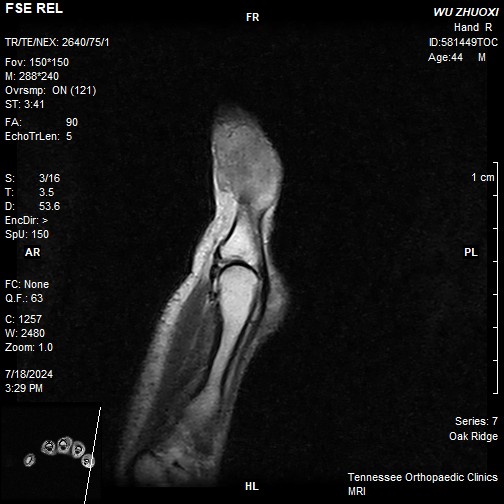 FSE REL
TR/TE/NEX: 2640/75/1
Fov: 150*150
M: 288*240
Ovrsmp: ON (121)
ST: 3:41
FA: 90
EchoTrLen: 5
S: 3/16
T: 3.5
D: 53.6
EncDir: >
SpU: 150
AR
FC: None
Q.F.: 63
C: 1257
W: 2480
Zoom: 1.0
7/18/2024
3:29 PM
FR
WU ZHUOXI
Hand R
ID:581449TOC
Age:44 M
1 cm
PL
Series: 7
Oak Ridge
Tennessee Orthopaedic Clinics
MRI
HL